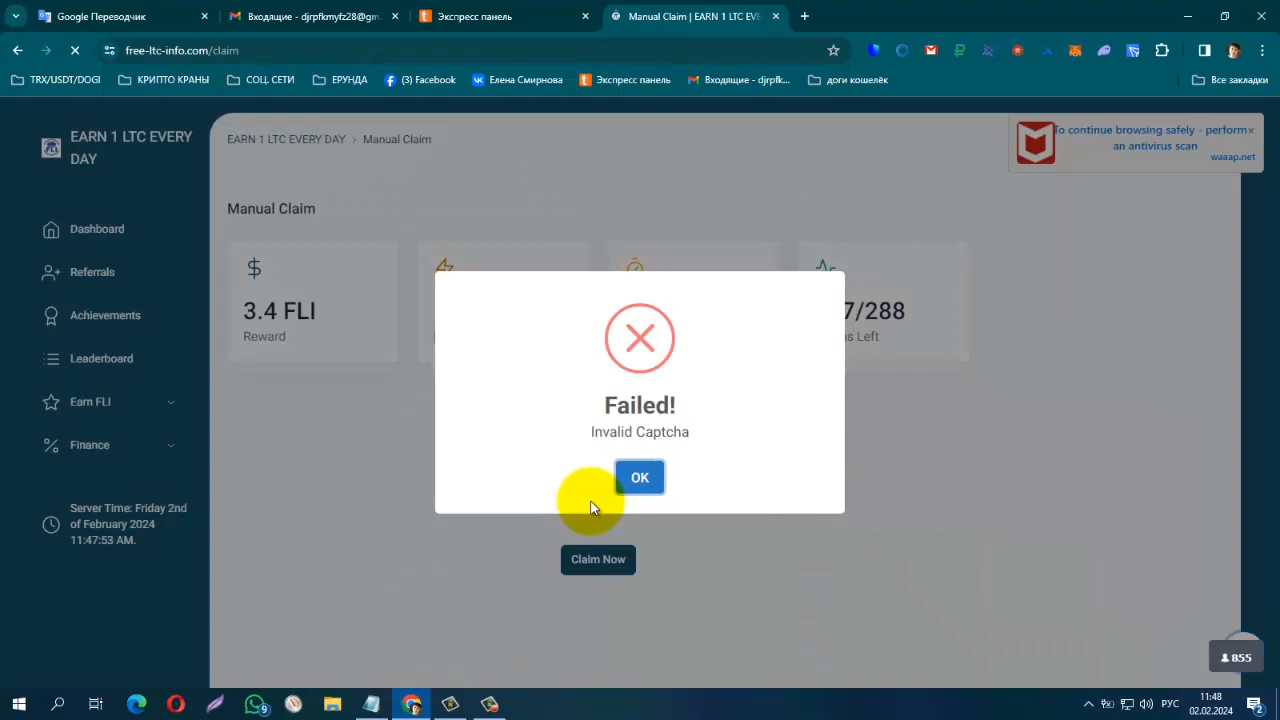 Google Переводчик
Входящие - djrpfkmyfz28@gm
Экспресс панель
Manual Claim | EARN 1 LTC EVE
free-ltc-info.com/claim
TRX/USDT/DOGI
КРИПТО КРАНЫ
СОЦ. СЕТИ
ЕРУНДА
(3) Facebook
Елена Смирнова
Экспресс панель
Входящие - djrpfk...
доги кошелёк
Все закладки
EARN 1 LTC EVERY
DAY
EARN 1 LTC EVERY DAY > Manual Claim
To continue browsing safely - perform
an antivirus scan
waaap.net
Manual Claim
Dashboard
Referrals
Achievements
Leaderboard
Earn FLI
Finance
Server Time: Friday 2nd
of February 2024
11:47:53 AM.
3.4 FLI
Reward
7/288
s Left
Failed!
Invalid Captcha
OK
Claim Now
855
9
РУС
11:48
02.02.2024
2